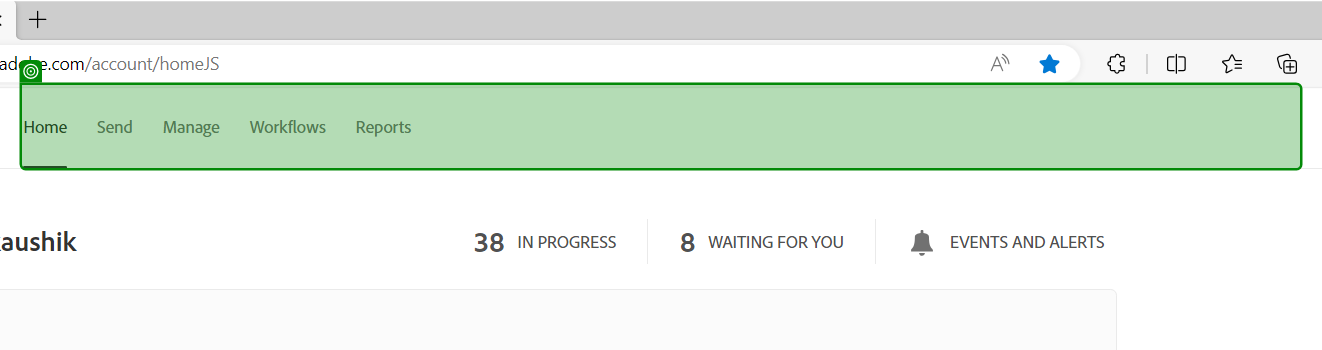 adobe.com/account/homeJS
Home Send Manage Workflows Reports
aushik
38 IN PROGRESS 8 WAITING FOR YOU EVENTS AND ALERTS